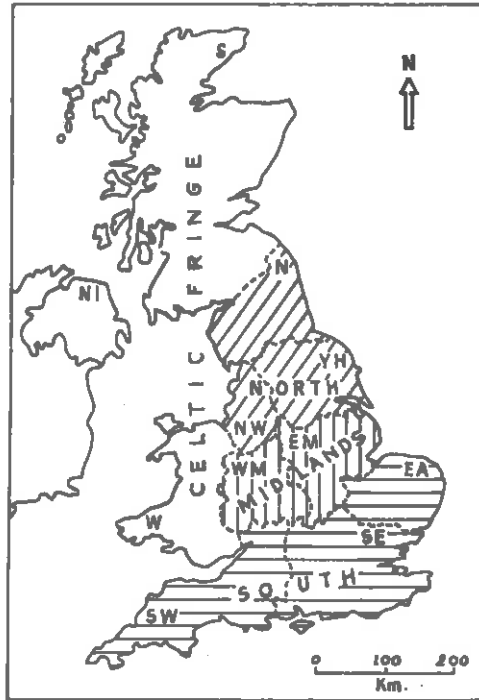 S
N
CELTIC FRINGE
N
NI
YH
NORTH
NW
EM
WM
MIDLANDS
EA
W
SE
SOUTH
SW
0 100 200
Km.